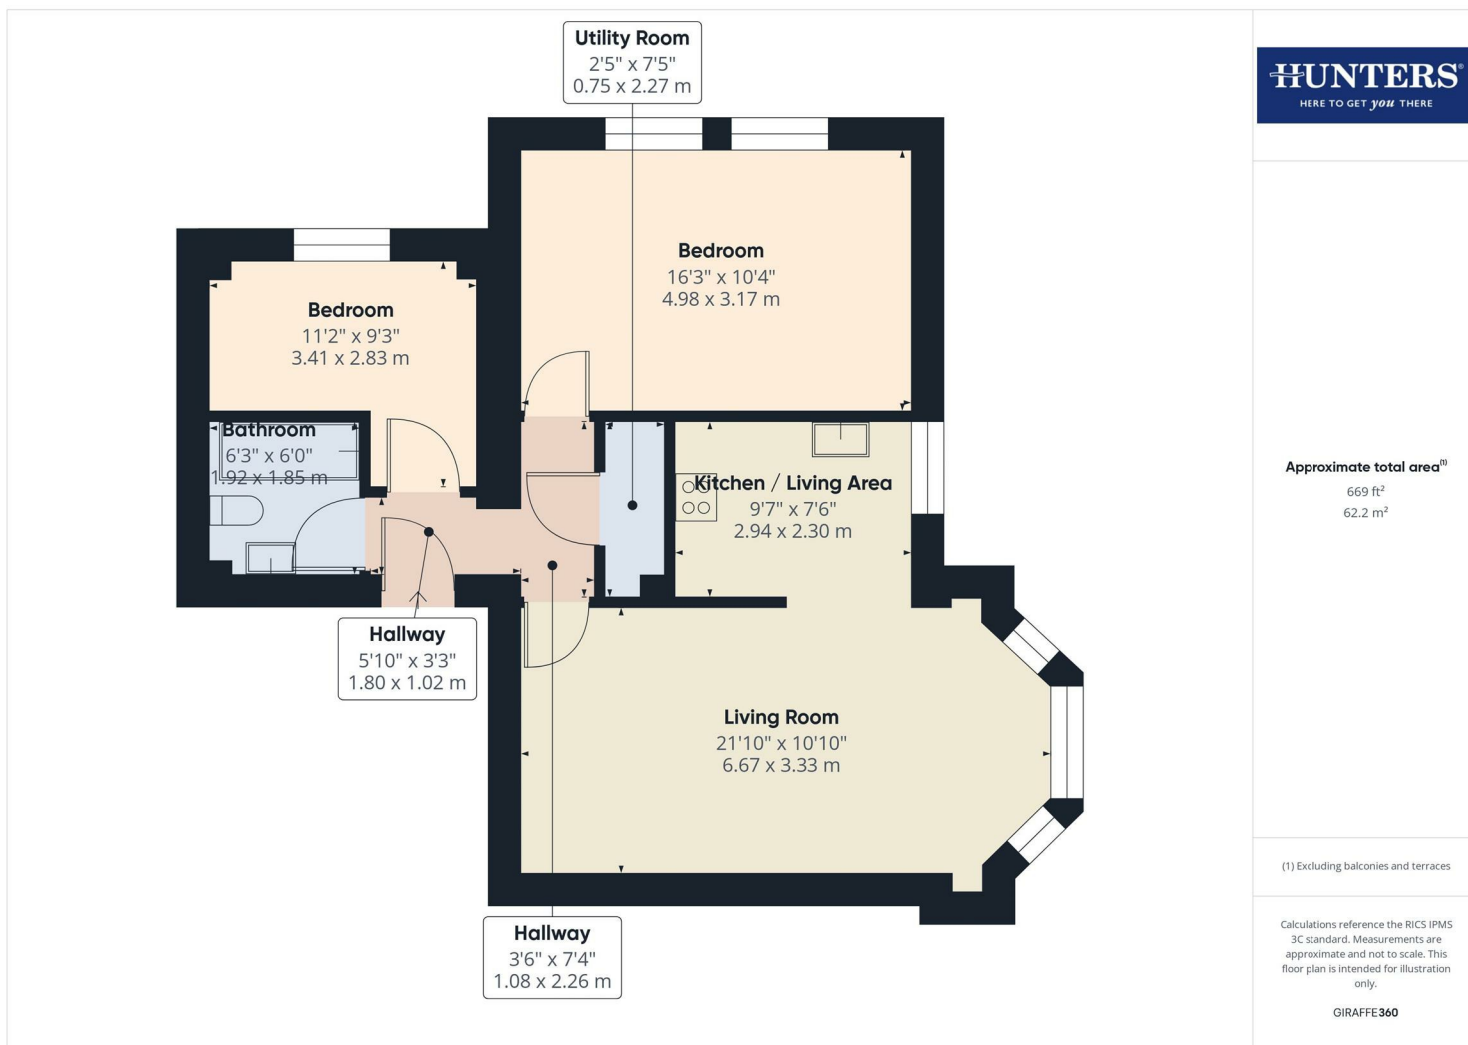 Utility Room
2'5" x 7'5"
0.75 x 2.27 m
HUNTERS®
HERE TO GET you THERE
Bedroom
16'3" x 10'4"
4.98 x 3.17 m
Bedroom
11'2" x 9'3"
3.41 x 2.83 m
Bathroom
6'3" x 6'0"
1.92 x 1.85 m
Kitchen / Living Area
9'7" x 7'6"
2.94 x 2.30 m
Approximate total area(1)
669 ft²
62.2 m²
Hallway
5'10" x 3'3"
1.80 x 1.02 m
Living Room
21'10" x 10'10"
6.67 x 3.33 m
Hallway
3'6" x 7'4"
1.08 x 2.26 m
(1) Excluding balconies and terraces
Calculations reference the RICS IPMS
3C standard. Measurements are
approximate and not to scale. This
floor plan is intended for illustration
only.
GIRAFFE360